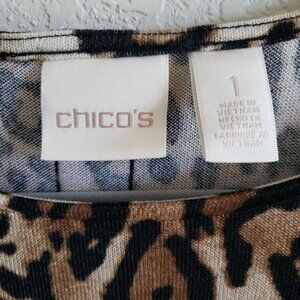 chico's
1
MADE IN
VIETNAM
HECHO EN
VIETNAM
FABRIQUÉ AU
VIETNAM